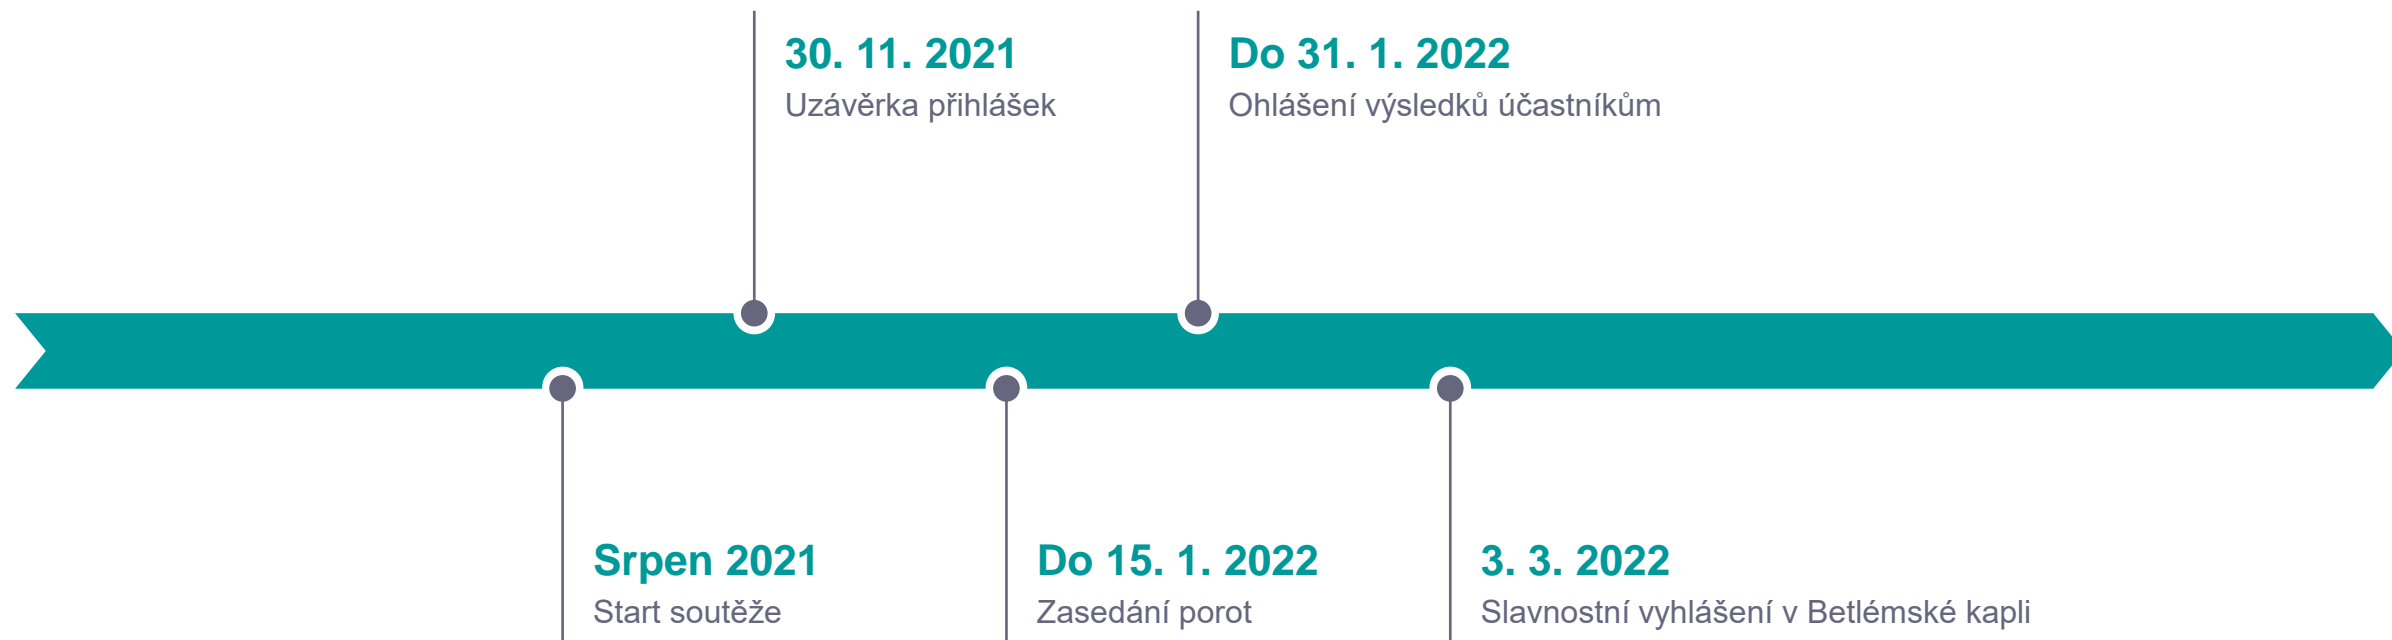 30. 11. 2021
Uzávěrka přihlášek
Do 31. 1. 2022
Ohlášení výsledků účastníkům
Srpen 2021
Start soutěže
Do 15. 1. 2022
Zasedání porot
3. 3. 2022
Slavnostní vyhlášení v Betlémské kapli